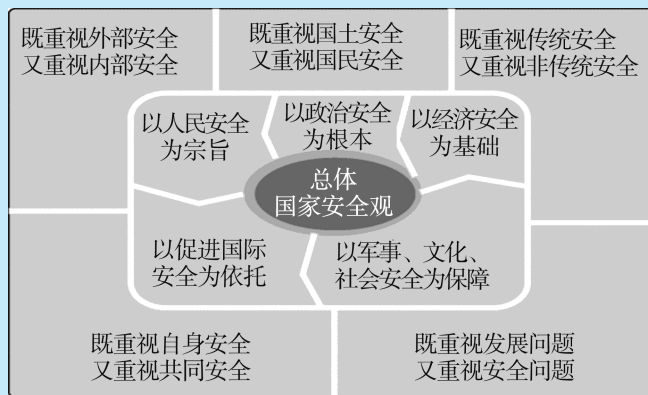 既重视外部安全
又重视内部安全
既重视国土安全
又重视国民安全
既重视传统安全
又重视非传统安全
以人民安全
为宗旨
以政治安全
为根本
以经济安全
为基础
总体
国家安全观
以促进国际
安全为依托
以军事、文化、
社会安全为保障
既重视自身安全
又重视共同安全
既重视发展问题
又重视安全问题